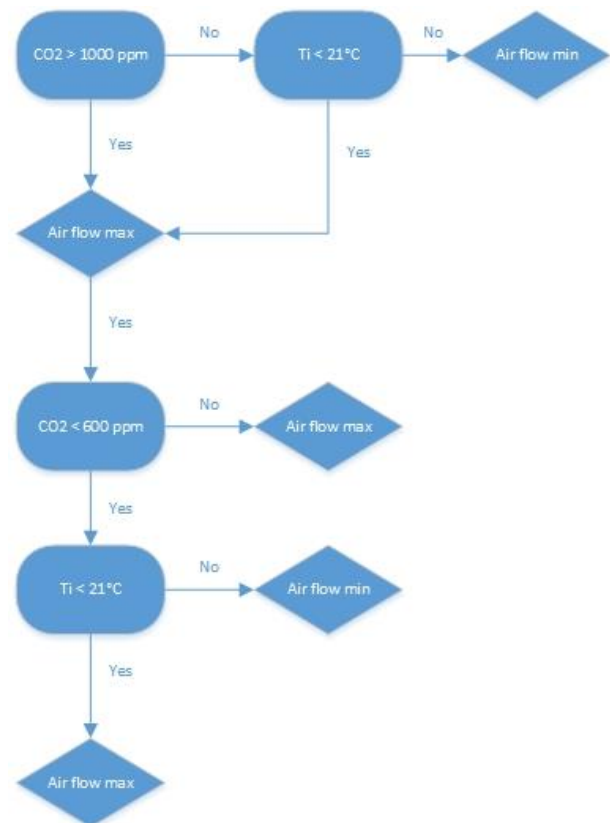 CO2 > 1000 ppm
No
Ti < 21°C
No
Air flow min
Yes
Yes
Air flow max
Yes
CO2 < 600 ppm
No
Air flow max
Yes
Ti < 21°C
No
Air flow min
Yes
Air flow max